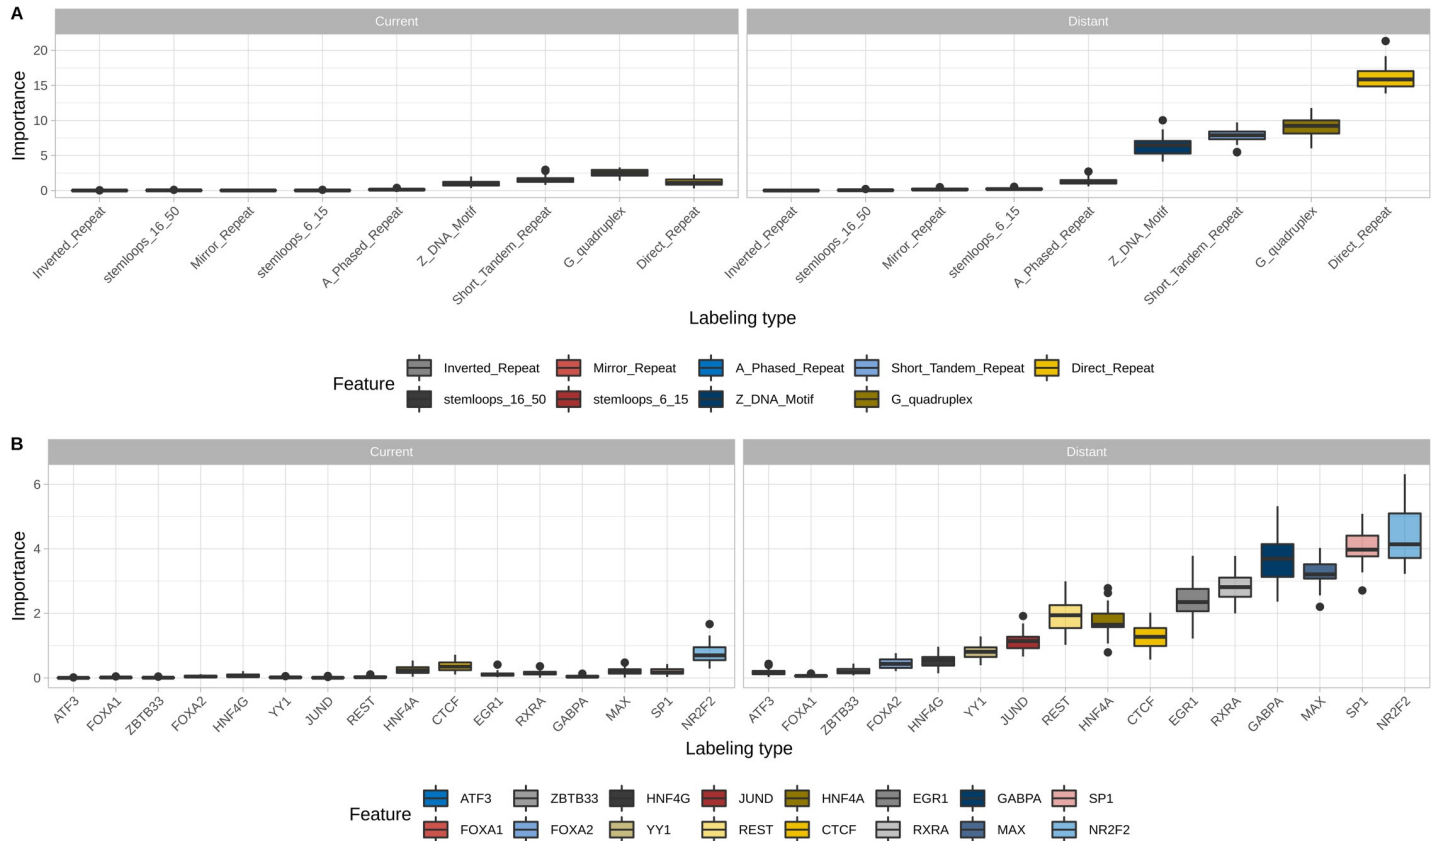 A
Current Distant
Importance
20
15
10
5
0
Inverted_Repeat stemloops_16_50 Mirror_Repeat stemloops_6_15 A_Phased_Repeat Z_DNA_Motif Short_Tandem_Repeat G_quadruplex Direct_Repeat Inverted_Repeat stemloops_16_50 Mirror_Repeat stemloops_6_15 A_Phased_Repeat Z_DNA_Motif Short_Tandem_Repeat G_quadruplex Direct_Repeat
Labeling type
Feature
Inverted_Repeat Mirror_Repeat A_Phased_Repeat Short_Tandem_Repeat Direct_Repeat
stemloops_16_50 stemloops_6_15 Z_DNA_Motif G_quadruplex
B
Current Distant
Importance
6
4
2
0
ATF3 FOXA1 ZBTB33 FOXA2 HNF4G YY1 JUND REST HNF4A CTCF EGR1 RXRA GABPA MAX SP1 NR2F2 ATF3 FOXA1 ZBTB33 FOXA2 HNF4G YY1 JUND REST HNF4A CTCF EGR1 RXRA GABPA MAX SP1 NR2F2
Labeling type
Feature
ATF3 ZBTB33 HNF4G JUND HNF4A EGR1 GABPA SP1
FOXA1 FOXA2 YY1 REST CTCF RXRA MAX NR2F2